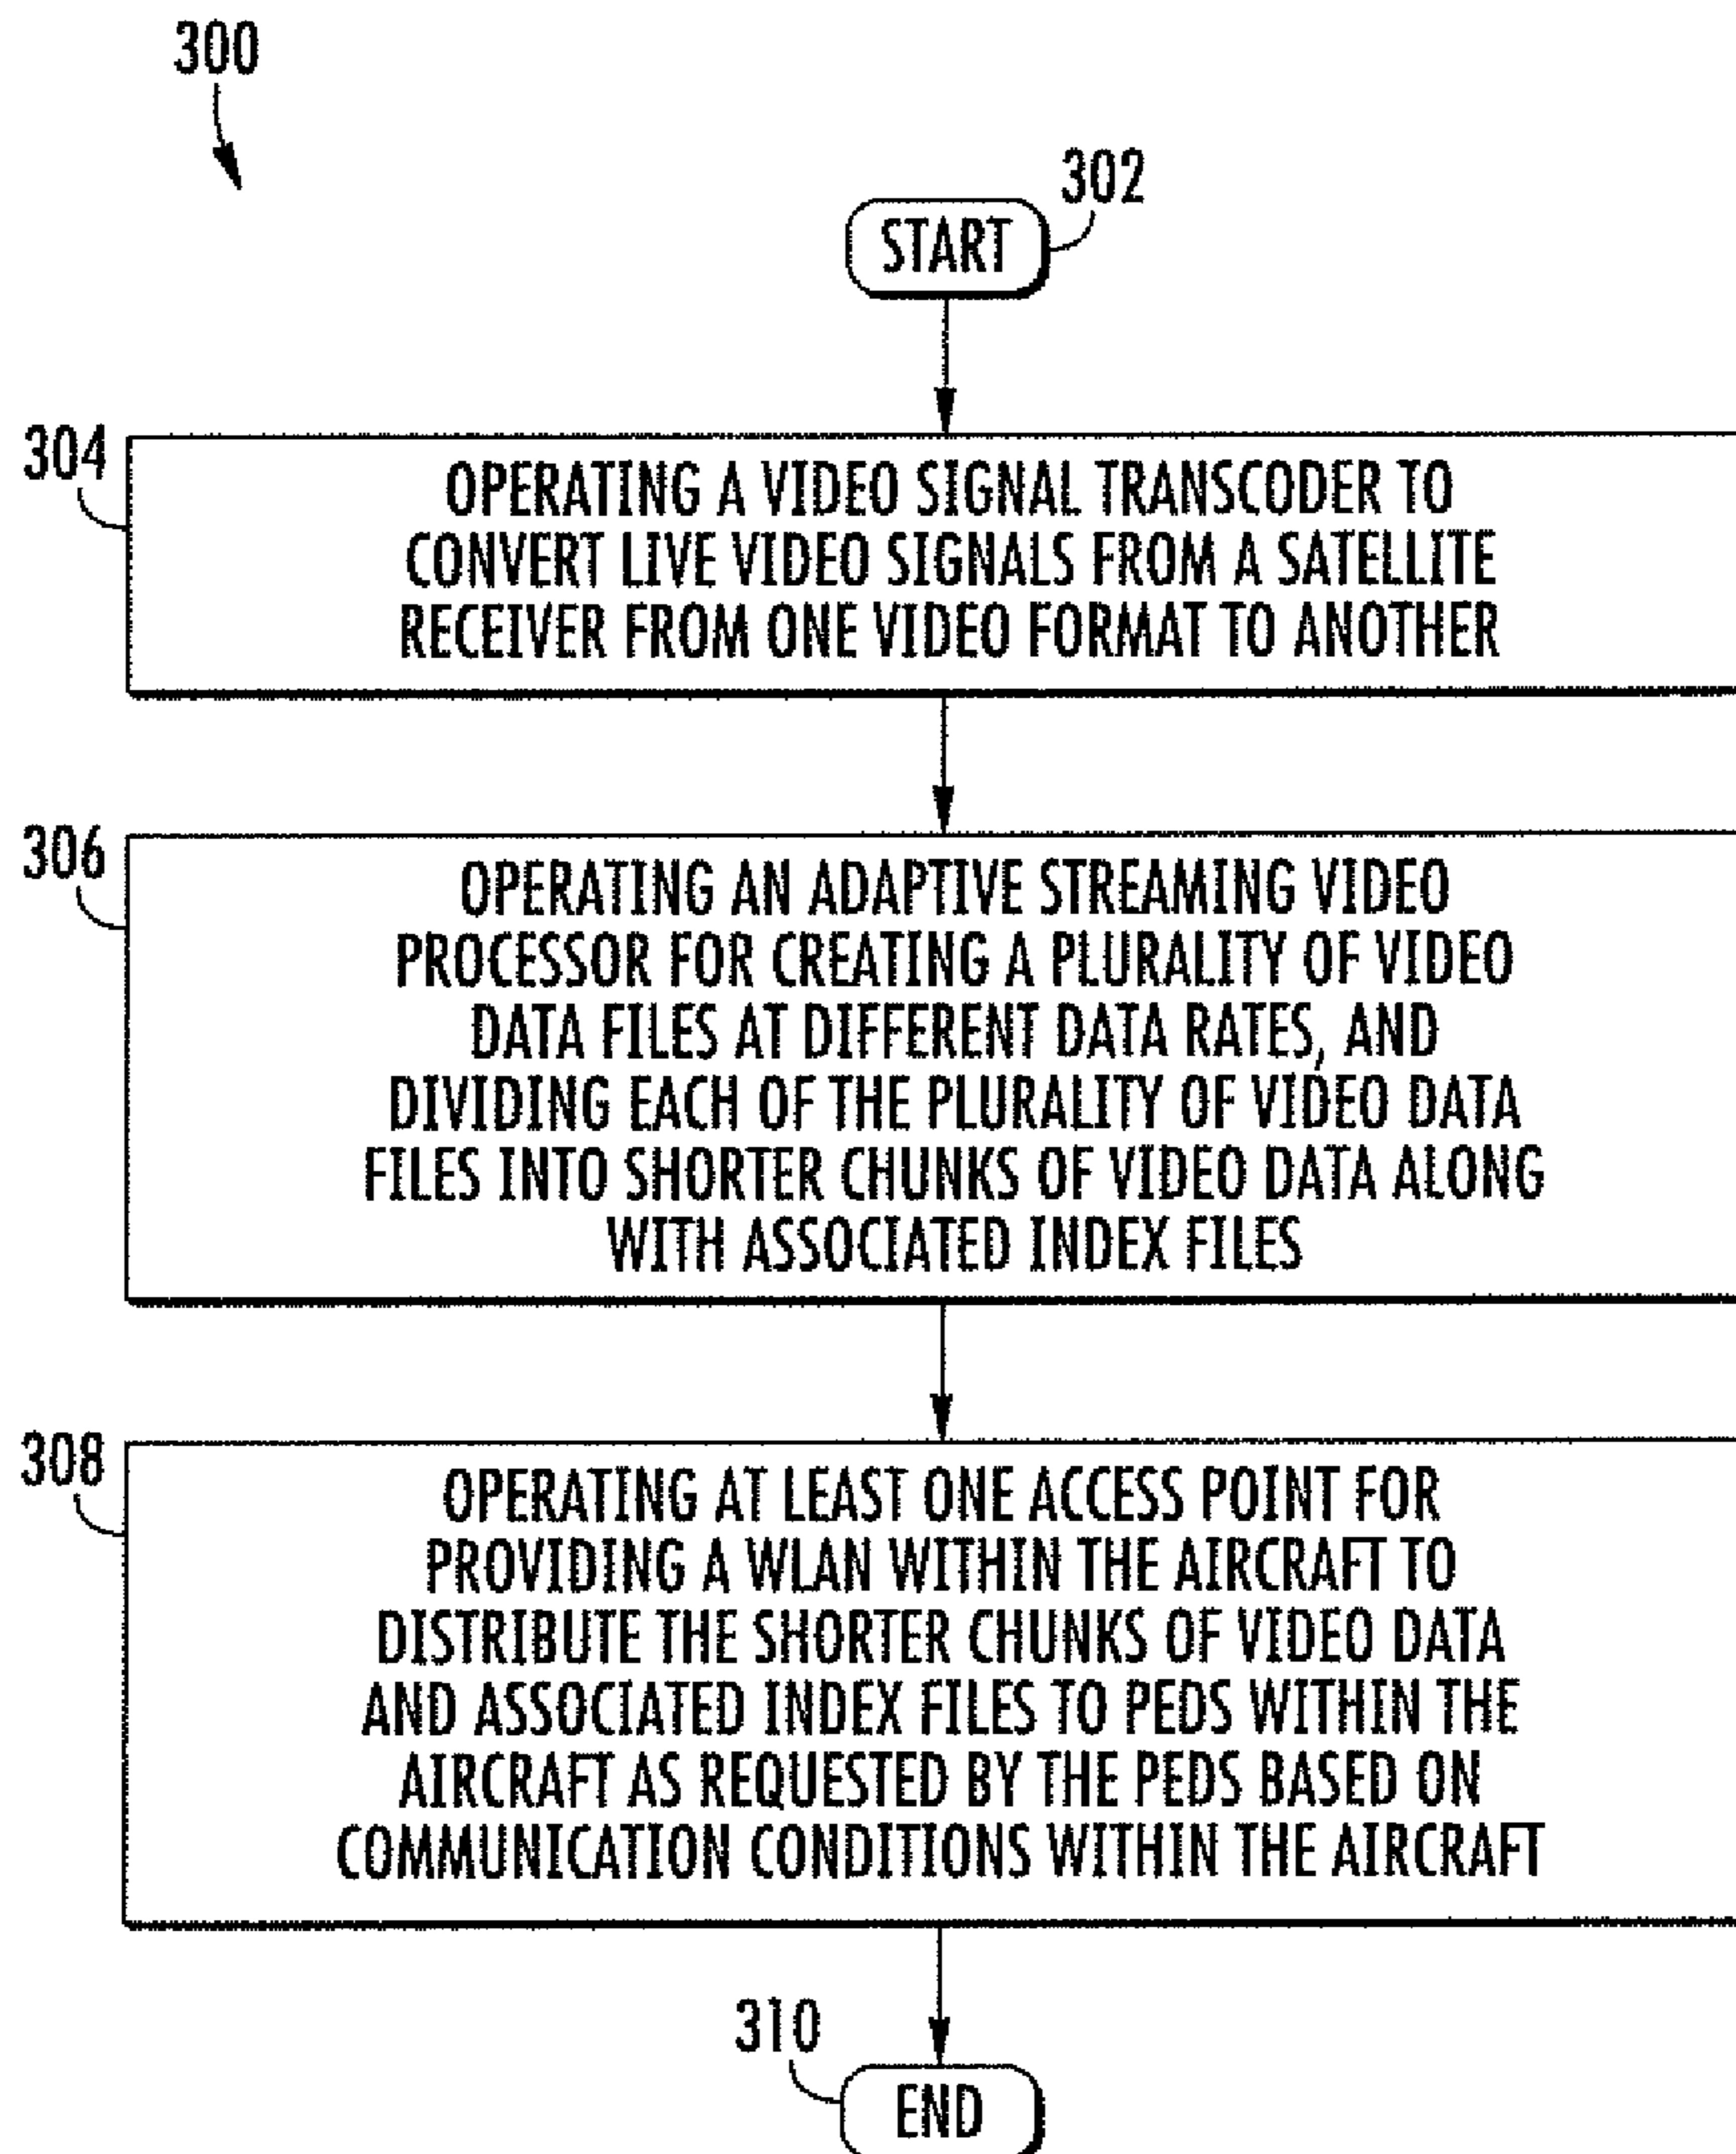 300
302
START
304
OPERATING A VIDEO SIGNAL TRANSCODER TO
CONVERT LIVE VIDEO SIGNALS FROM A SATELLITE
RECEIVER FROM ONE VIDEO FORMAT TO ANOTHER
306
OPERATING AN ADAPTIVE STREAMING VIDEO
PROCESSOR FOR CREATING A PLURALITY OF VIDEO
DATA FILES AT DIFFERENT DATA RATES, AND
DIVIDING EACH OF THE PLURALITY OF VIDEO DATA
FILES INTO SHORTER CHUNKS OF VIDEO DATA ALONG
WITH ASSOCIATED INDEX FILES
308
OPERATING AT LEAST ONE ACCESS POINT FOR
PROVIDING A WLAN WITHIN THE AIRCRAFT TO
DISTRIBUTE THE SHORTER CHUNKS OF VIDEO DATA
AND ASSOCIATED INDEX FILES TO PEDS WITHIN THE
AIRCRAFT AS REQUESTED BY THE PEDS BASED ON
COMMUNICATION CONDITIONS WITHIN THE AIRCRAFT
310
END